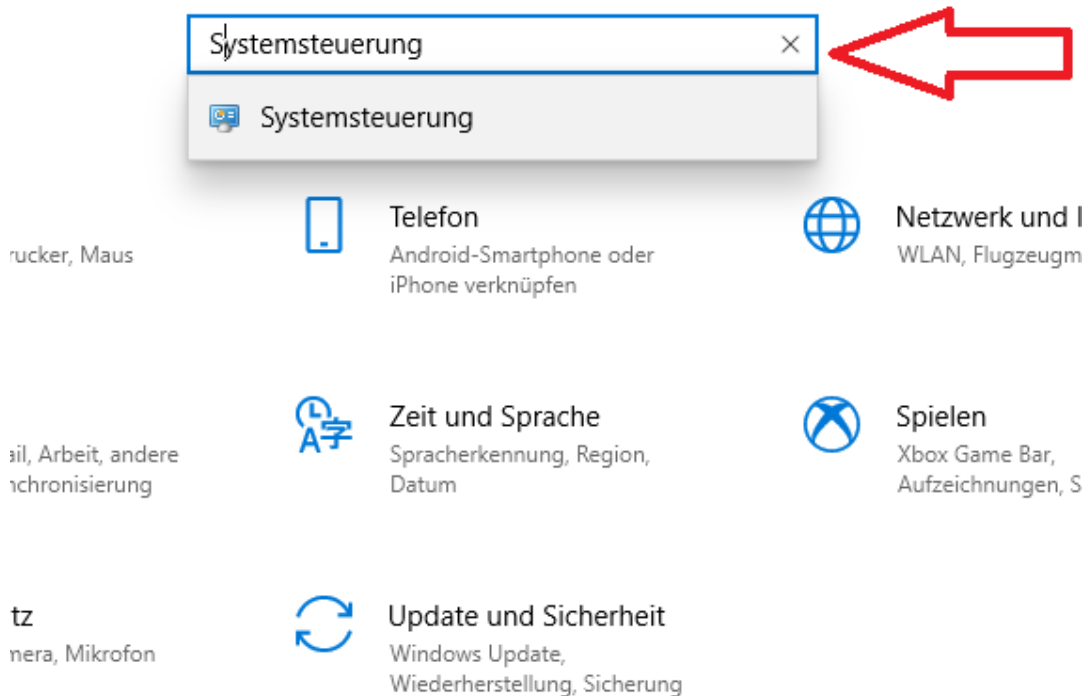 Systemsteuerung
Systemsteuerung
Telefon
Android-Smartphone oder
iPhone verknüpfen
Netzwerk und I
WLAN, Flugzeugm
rucker, Maus
Zeit und Sprache
Spracherkennung, Region,
Datum
Spielen
Xbox Game Bar,
Aufzeichnungen, S
ail, Arbeit, andere
nchronisierung
tz
mera, Mikrofon
Update und Sicherheit
Windows Update,
Wiederherstellung, Sicherung